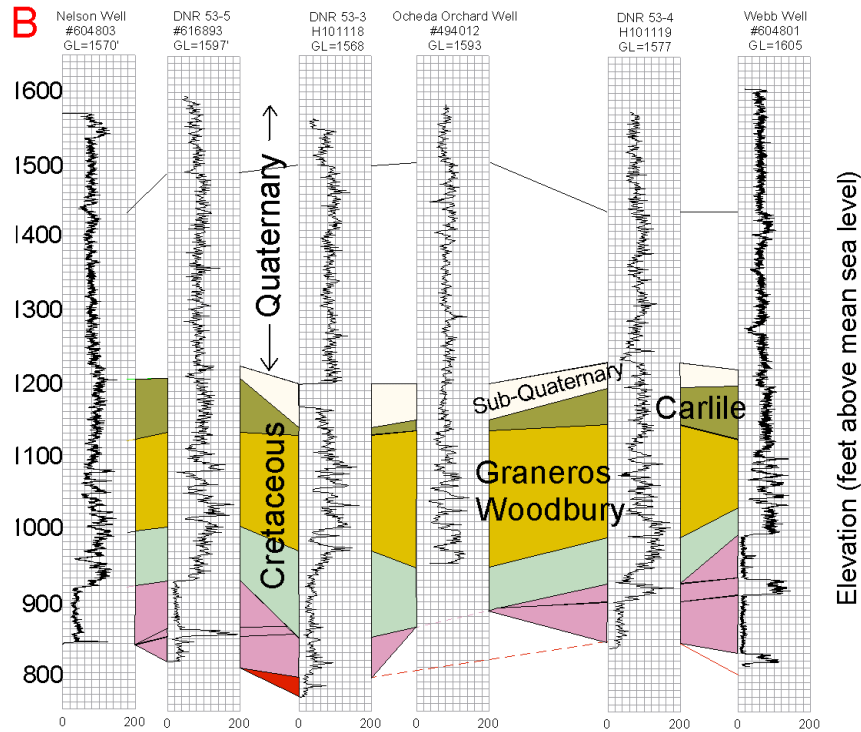 B
Nelson Well
#604803
GL=1570'
DNR 53-5
#616893
GL=1597'
DNR 53-3
H101118
GL=1568
Ocheda Orchard Well
#494012
GL=1593
DNR 53-4
H101119
GL=1577
Webb Well
#604801
GL=1605
1600
1500
1400
1300
1200
1100
1000
900
800
Quaternary
Cretaceous
Sub-Quaternary
Carlile
Graneros
Woodbury
Elevation (feet above mean sea level)
0 200 0 200 0 200 0 200 0 200 0 200